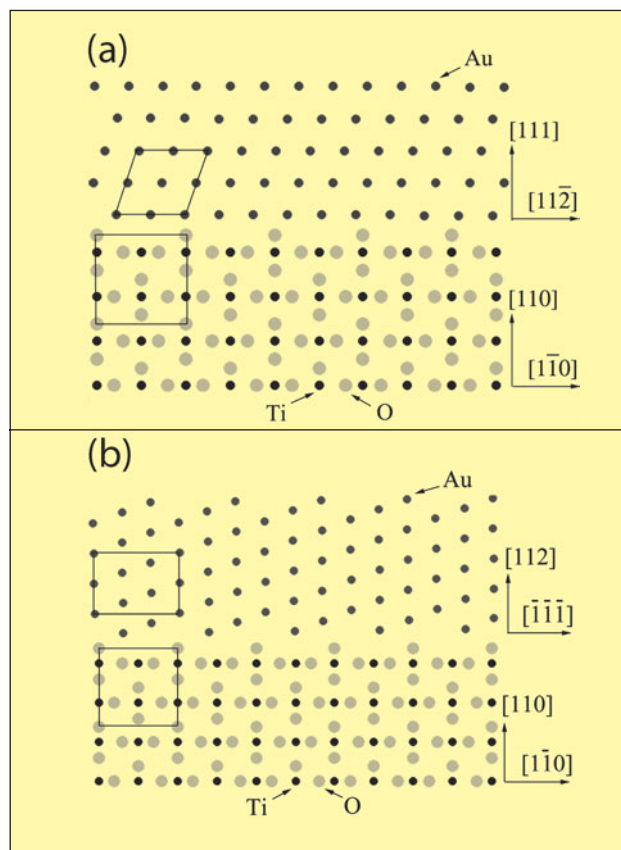 (a)
Au
[111]
[112̄]
[110]
[11̄0]
Ti
O
(b)
Au
[112]
[1̄1̄1̄]
[110]
[11̄0]
Ti
O